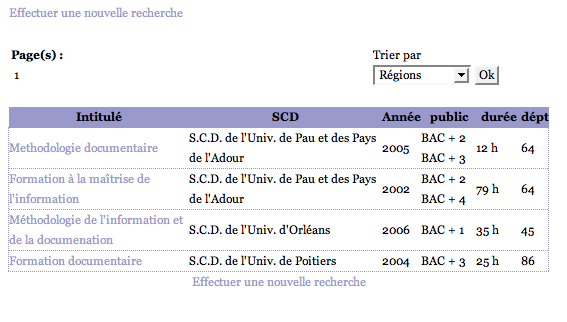 Effectuer une nouvelle recherche
Page(s) : Trier par
1 Régions Ok
Intitulé SCD Année public durée dépt
Methodologie documentaire S.C.D. de l'Univ. de Pau et des Pays de l'Adour 2005 BAC + 2 BAC + 3 12 h 64
Formation à la maîtrise de l'information S.C.D. de l'Univ. de Pau et des Pays de l'Adour 2002 BAC + 2 BAC + 4 79 h 64
Méthodologie de l'information et de la documenation S.C.D. de l'Univ. d'Orléans 2006 BAC + 1 35 h 45
Formation documentaire S.C.D. de l'Univ. de Poitiers 2004 BAC + 3 25 h 86
Effectuer une nouvelle recherche